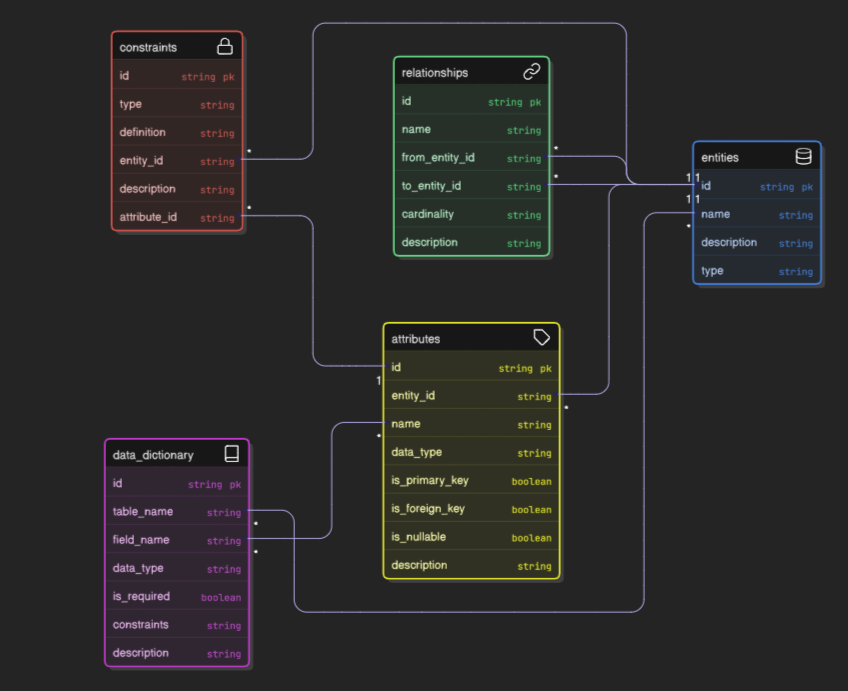 constraints
id string pk
type string
definition string
entity_id string
description string
attribute_id string
*
*
relationships
id string pk
name string
from_entity_id string
to_entity_id string
cardinality string
description string
*
*
entities
id string pk
name string
description string
type string
1 1
1 1
*
attributes
id string pk
entity_id string
name string
data_type string
is_primary_key boolean
is_foreign_key boolean
is_nullable boolean
description string
1
*
*
data_dictionary
id string pk
table_name string
field_name string
data_type string
is_required boolean
constraints string
description string
*
*